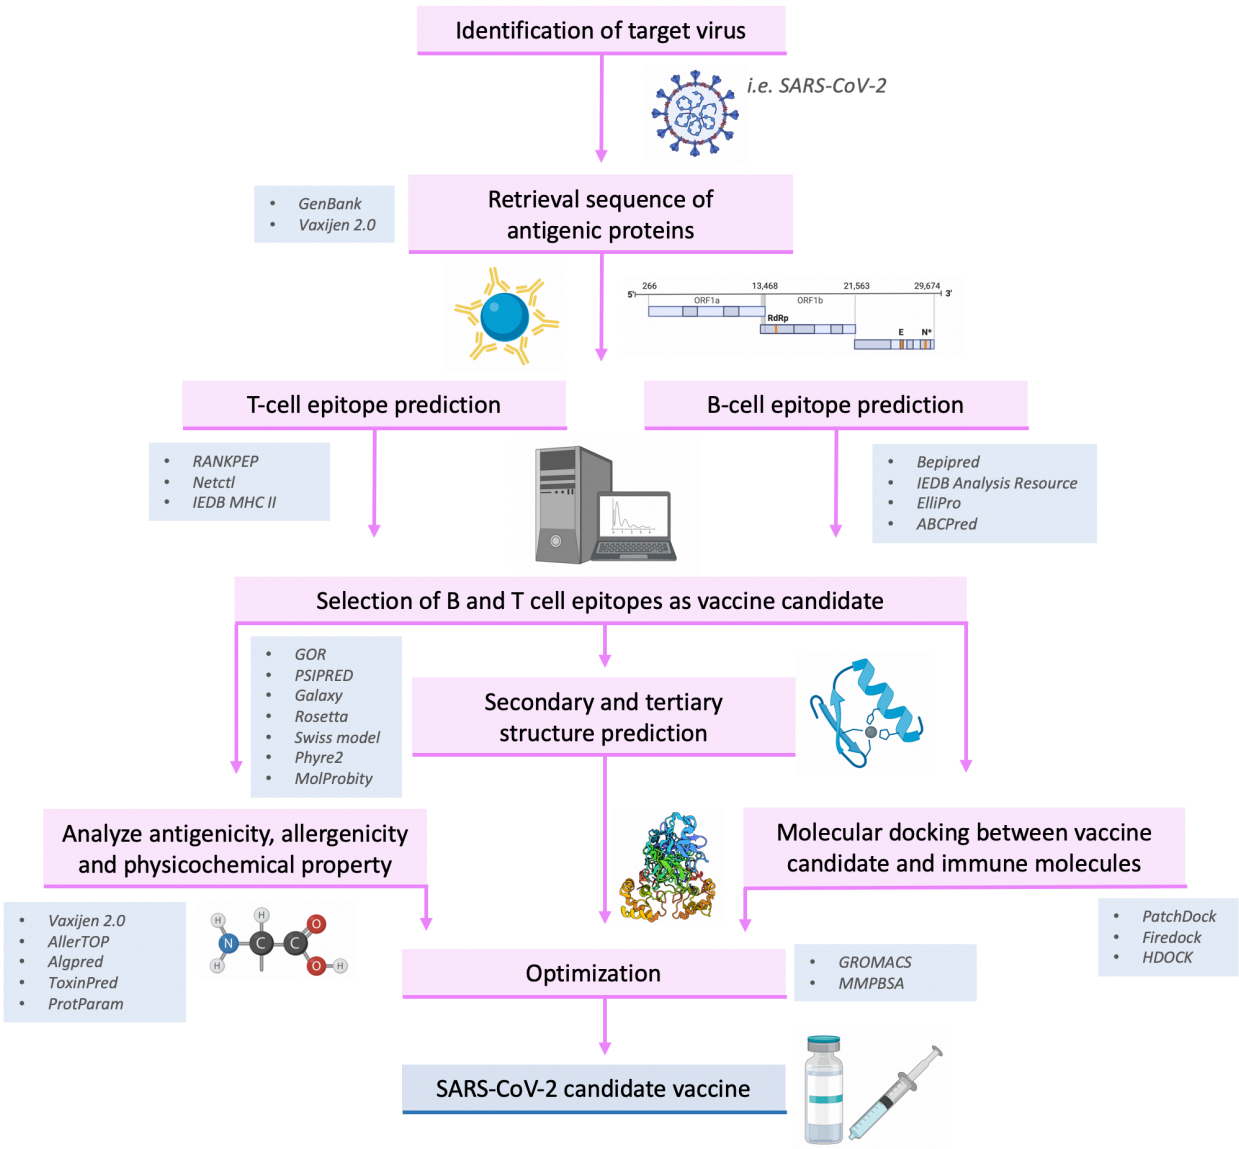 Identification of target virus
i.e. SARS-CoV-2
• GenBank
• Vaxijen 2.0
Retrieval sequence of
antigenic proteins
266 13,468 21,563 29,674
5' 3'
ORF1a ORF1b
RdRp
E N*
T-cell epitope prediction
B-cell epitope prediction
• RANKPEP
• Netctl
• IEDB MHC II
• Bepipred
• IEDB Analysis Resource
• ElliPro
• ABCPred
Selection of B and T cell epitopes as vaccine candidate
• GOR
• PSIPRED
• Galaxy
• Rosetta
• Swiss model
• Phyre2
• MolProbity
Secondary and tertiary
structure prediction
Analyze antigenicity, allergenicity
and physicochemical property
Molecular docking between vaccine
candidate and immune molecules
• Vaxijen 2.0
• AllerTOP
• Algpred
• ToxinPred
• ProtParam
H H O
N C C
H O H
• PatchDock
• Firedock
• HDOCK
Optimization
• GROMACS
• MMPBSA
SARS-CoV-2 candidate vaccine